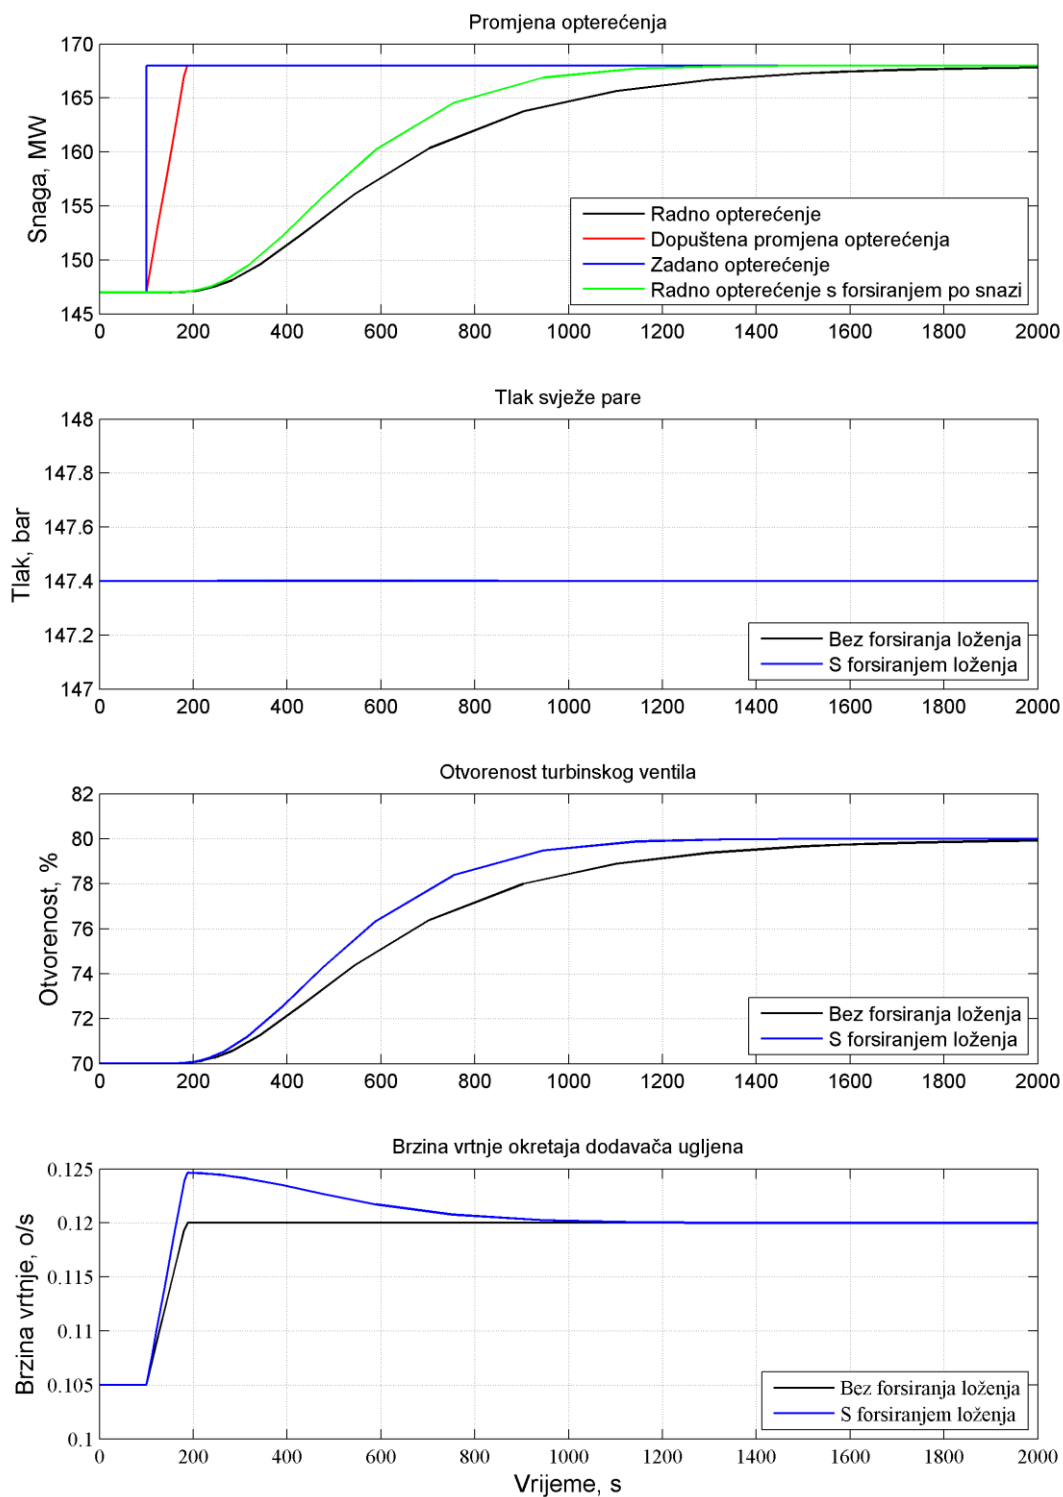 Promjena opterećenja
170
165
160
155
150
145
Snaga, MW
Radno opterećenje
Dopuštena promjena opterećenja
Zadano opterećenje
Radno opterećenje s forsiranjem po snazi
0 200 400 600 800 1000 1200 1400 1600 1800 2000
Tlak svježe pare
148
147.8
147.6
147.4
147.2
147
Tlak, bar
Bez forsiranja loženja
S forsiranjem loženja
0 200 400 600 800 1000 1200 1400 1600 1800 2000
Otvorenost turbinskog ventila
82
80
78
76
74
72
70
Otvorenost, %
Bez forsiranja loženja
S forsiranjem loženja
0 200 400 600 800 1000 1200 1400 1600 1800 2000
Brzina vrtnje okretaja dodavača ugljena
0.125
0.12
0.115
0.11
0.105
0.1
Brzina vrtnje, o/s
Bez forsiranja loženja
S forsiranjem loženja
0 200 400 600 800 1000 1200 1400 1600 1800 2000
Vrijeme, s